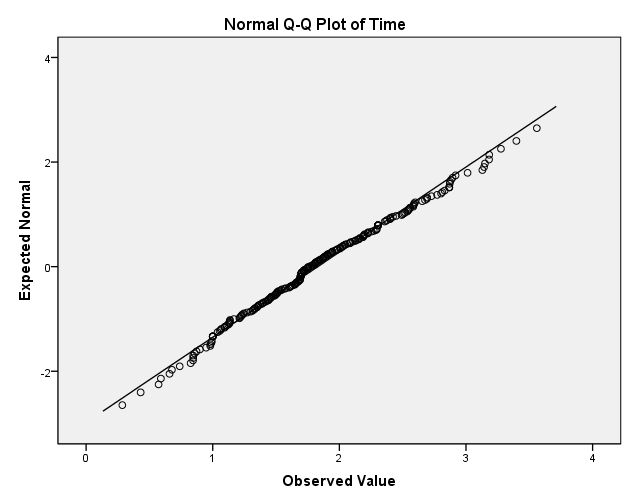 Normal Q-Q Plot of Time
4
2
0
-2
Expected Normal
0 1 2 3 4
Observed Value